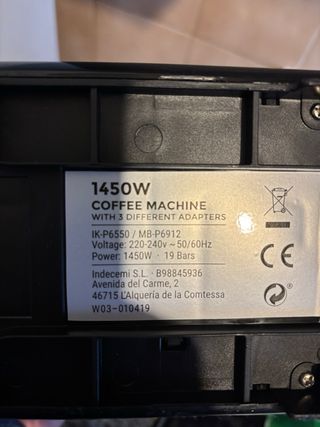 1450W
COFFEE MACHINE
WITH 3 DIFFERENT ADAPTERS
IK-P6550 / MB-P6912
Voltage: 220-240v ~ 50/60Hz
Power: 1450W · 19 Bars
Indecemi S.L. · B98845936
Avenida del Carme, 2
46715 L'Alquería de la Comtessa
W03-010419
CE